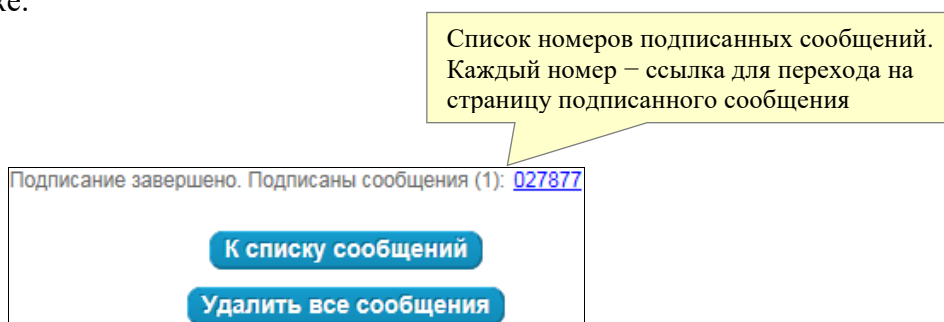 ке.
Список номеров подписанных сообщений.
Каждый номер − ссылка для перехода на
страницу подписанного сообщения
Подписание завершено. Подписаны сообщения (1): 027877
К списку сообщений
Удалить все сообщения